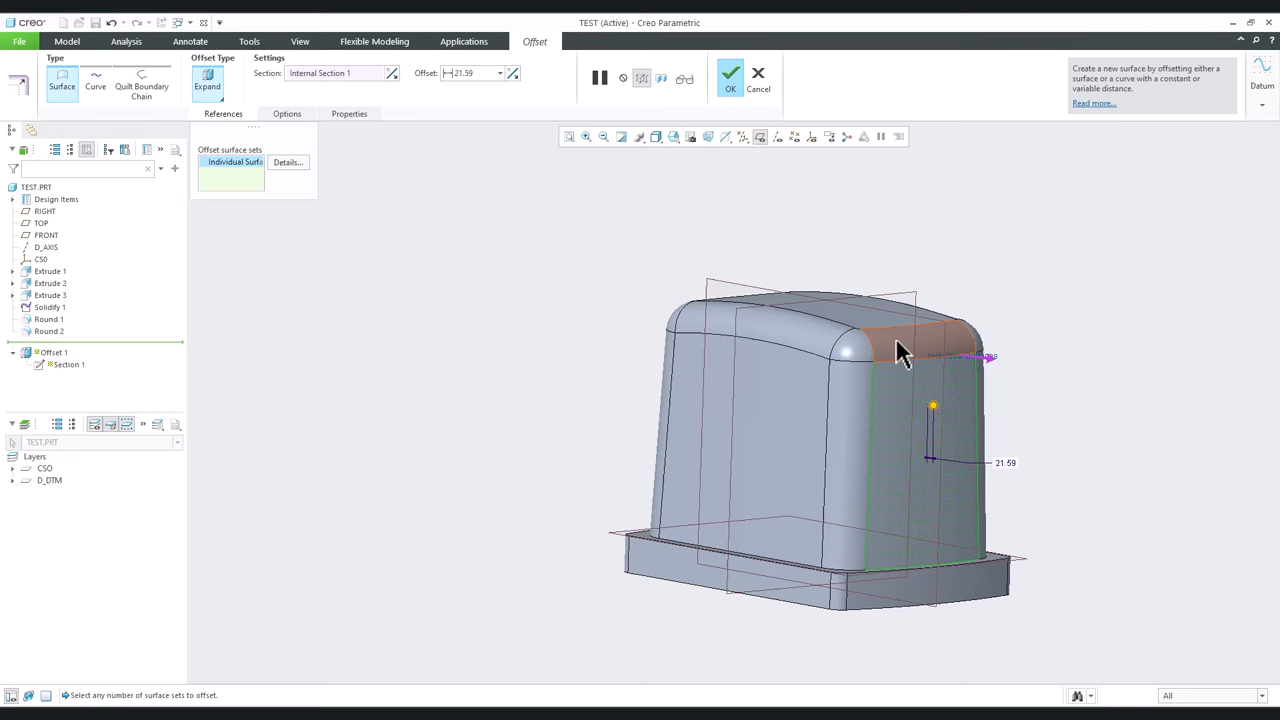 creo
TEST (Active) - Creo Parametric
File
Model
Analysis
Annotate
Tools
View
Flexible Modeling
Applications
Offset
Type
Surface
Curve
Quilt Boundary
Chain
Offset Type
Expand
Settings
Section:
Internal Section 1
Offset:
21.59
OK
Cancel
Create a new surface by offsetting either a
surface or a curve with a constant or
variable distance.
Read more...
Datum
References
Options
Properties
Offset surface sets
Individual Surfa
Details...
TEST.PRT
Design Items
RIGHT
TOP
FRONT
D_AXIS
CS0
Extrude 1
Extrude 2
Extrude 3
Solidify 1
Round 1
Round 2
Offset 1
Section 1
TEST.PRT
Layers
CSO
D_DTM
21.59
Select any number of surface sets to offset.
All